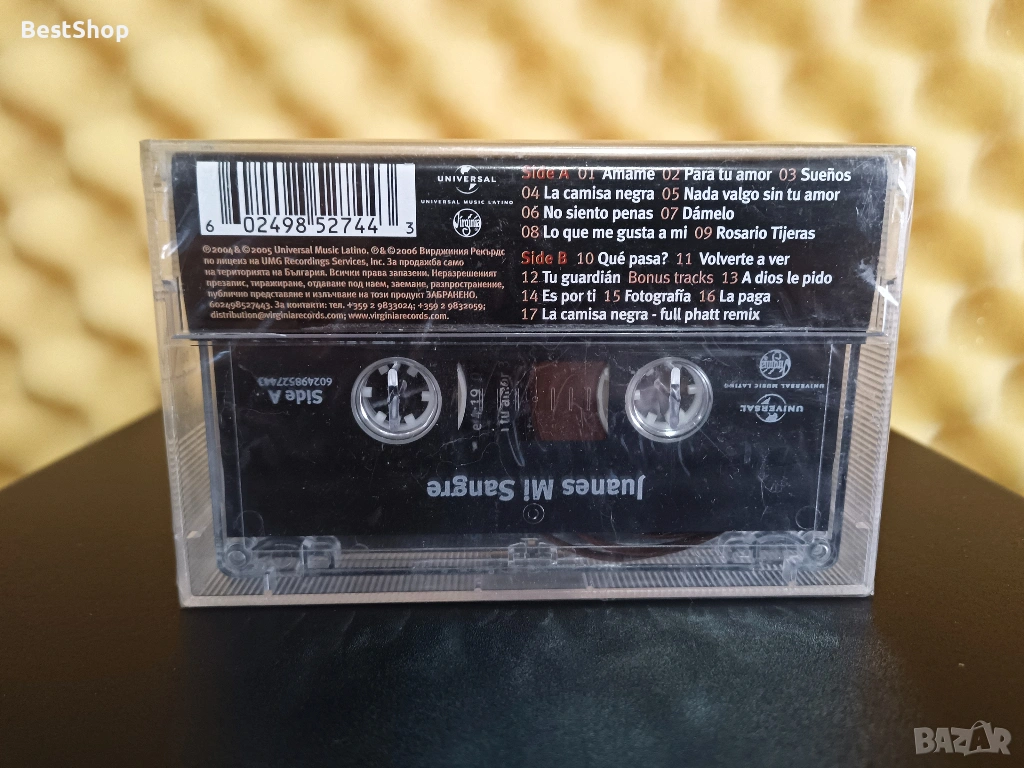 BestShop
6 02498 52744 3
UNIVERSAL
UNIVERSAL MUSIC LATINO
Virginia
℗2004 & ©2005 Universal Music Latino. ℗&©2006 Вирджиния Рекърдс
по лиценз на UMG Recordings Services, Inc. За продажба само
на територията на България. Всички права запазени. Неразрешеният
презапис, тиражиране, отдаване под наем, заемане, разпространение,
публично представяне и излъчване на този продукт ЗАБРАНЕНО.
602498527443. За контакти: тел. +359 2 9833024; +359 2 9832059;
distribution@virginiarecords.com; www.virginiarecords.com
Side A 01 Ámame 02 Para tu amor 03 Sueños
04 La camisa negra 05 Nada valgo sin tu amor
06 No siento penas 07 Dámelo
08 Lo que me gusta a mi 09 Rosario Tijeras
Side B 10 Qué pasa? 11 Volverte a ver
12 Tu guardián Bonus tracks 13 A dios le pido
14 Es por ti 15 Fotografía 16 La paga
17 La camisa negra - full phatt remix
Juanes Mi Sangre
tu amor
Side A
602498527443
UNIVERSAL
UNIVERSAL MUSIC LATINO
Virginia
BAZAR